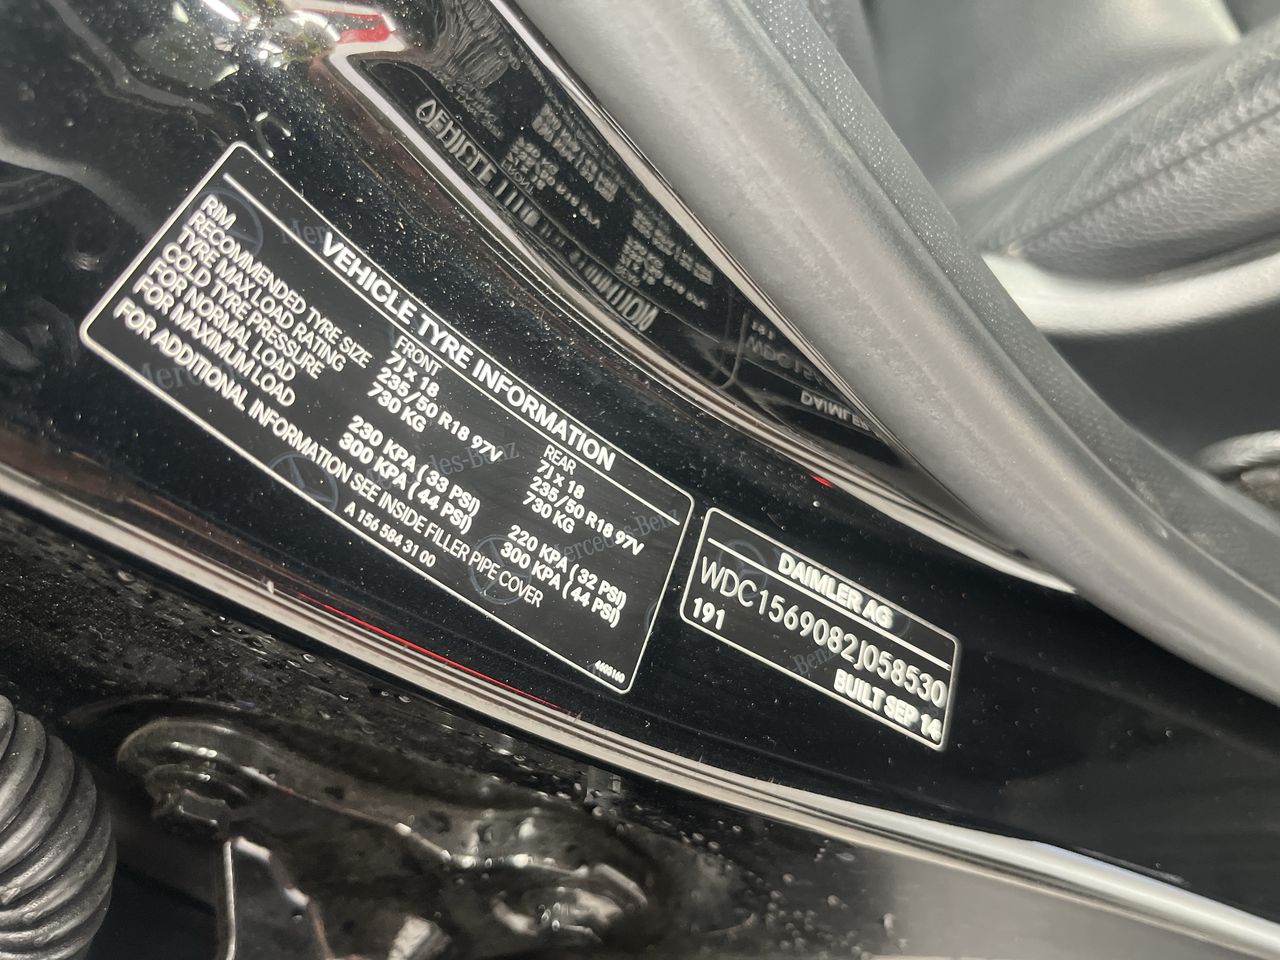 VEHICLE TYRE INFORMATION
FRONT REAR
RIM 7J x 18 7J x 18
RECOMMENDED TYRE SIZE 235/50 R18 97V 235/50 R18 97V
TYRE MAX LOAD RATING 730 KG 730 KG
COLD TYRE PRESSURE
FOR NORMAL LOAD 230 KPA ( 33 PSI) 220 KPA ( 32 PSI)
FOR MAXIMUM LOAD 300 KPA ( 44 PSI) 300 KPA ( 44 PSI)
FOR ADDITIONAL INFORMATION SEE INSIDE FILLER PIPE COVER
A 156 584 31 00
4605160
DAIMLER AG
WDC1569082J058530
191
BUILT SEP 14
Mercedes-Benz